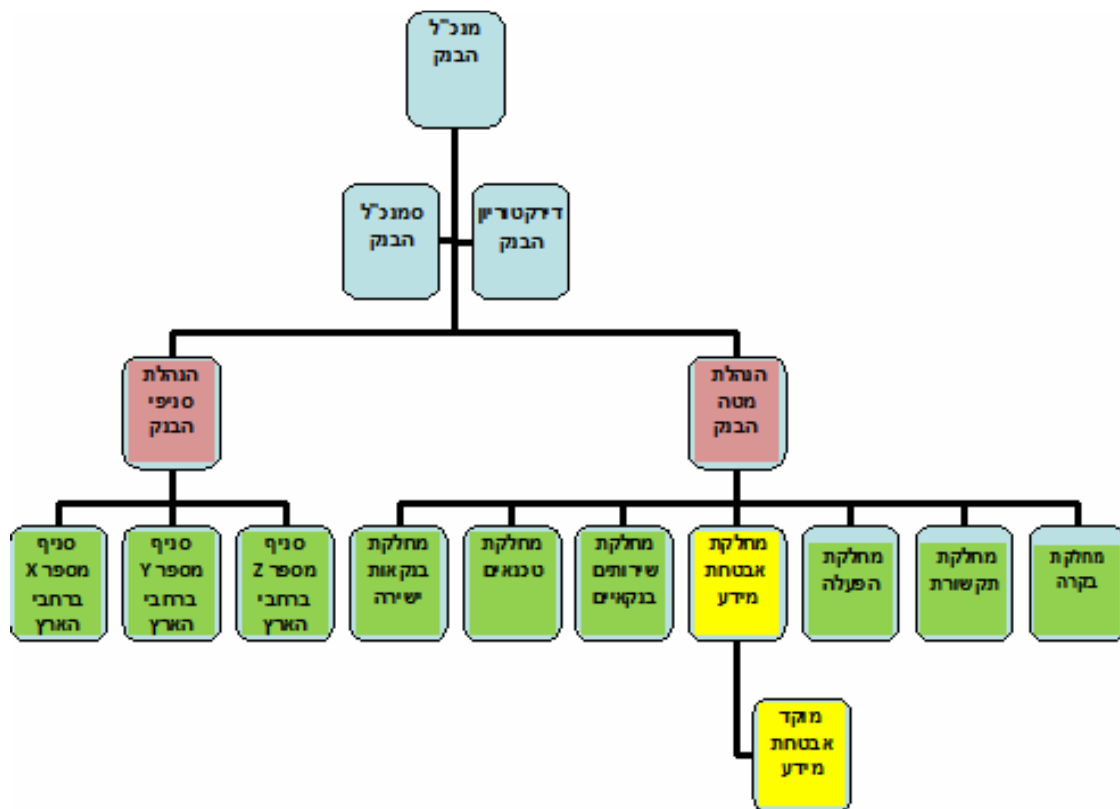 מנכ"ל
הבנק
דירקטוריון
הבנק
סמנכ"ל
הבנק
הנהלת
מטה
הבנק
הנהלת
סניפי
הבנק
מחלקת
בקרה
מחלקת
תקשורת
מחלקת
הפעלה
מחלקת
אבטחת
מידע
מחלקת
שירותים
בנקאיים
מחלקת
טכנאים
מחלקת
בנקאות
ישירה
סניף
מספר Z
ברחבי
הארץ
סניף
מספר Y
ברחבי
הארץ
סניף
מספר X
ברחבי
הארץ
מוקד
אבטחת
מידע